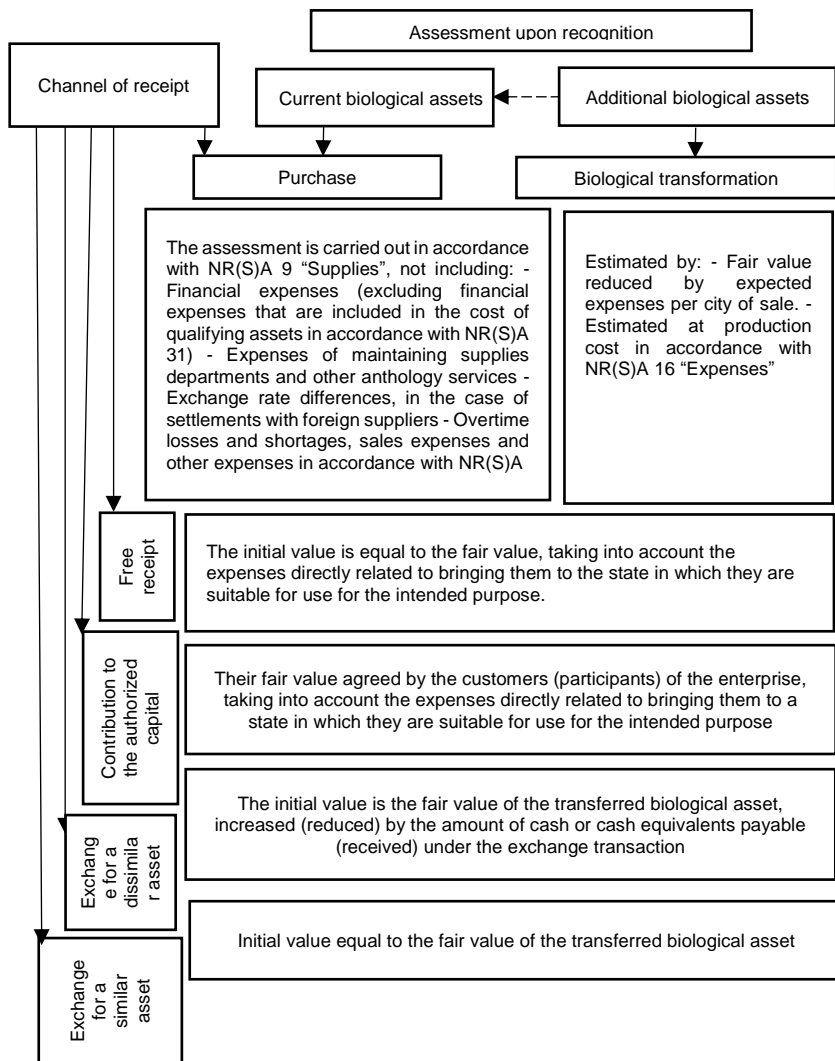 Assessment upon recognition
Channel of receipt
Current biological assets
Additional biological assets
Purchase
Biological transformation
The assessment is carried out in accordance
with NR(S)A 9 “Supplies”, not including: -
Financial expenses (excluding financial
expenses that are included in the cost of
qualifying assets in accordance with NR(S)A
31) - Expenses of maintaining supplies
departments and other anthology services -
Exchange rate differences, in the case of
settlements with foreign suppliers - Overtime
losses and shortages, sales expenses and
other expenses in accordance with NR(S)A
Estimated by: - Fair value
reduced by expected
expenses per city of sale. -
Estimated at production
cost in accordance with
NR(S)A 16 “Expenses”
Free
receipt
The initial value is equal to the fair value, taking into account the
expenses directly related to bringing them to the state in which they are
suitable for use for the intended purpose.
Contribution to
the authorized
capital
Their fair value agreed by the customers (participants) of the enterprise,
taking into account the expenses directly related to bringing them to a
state in which they are suitable for use for the intended purpose
Exchang
e for a
dissimila
r asset
The initial value is the fair value of the transferred biological asset,
increased (reduced) by the amount of cash or cash equivalents payable
(received) under the exchange transaction
Exchange
for a
similar
asset
Initial value equal to the fair value of the transferred biological asset